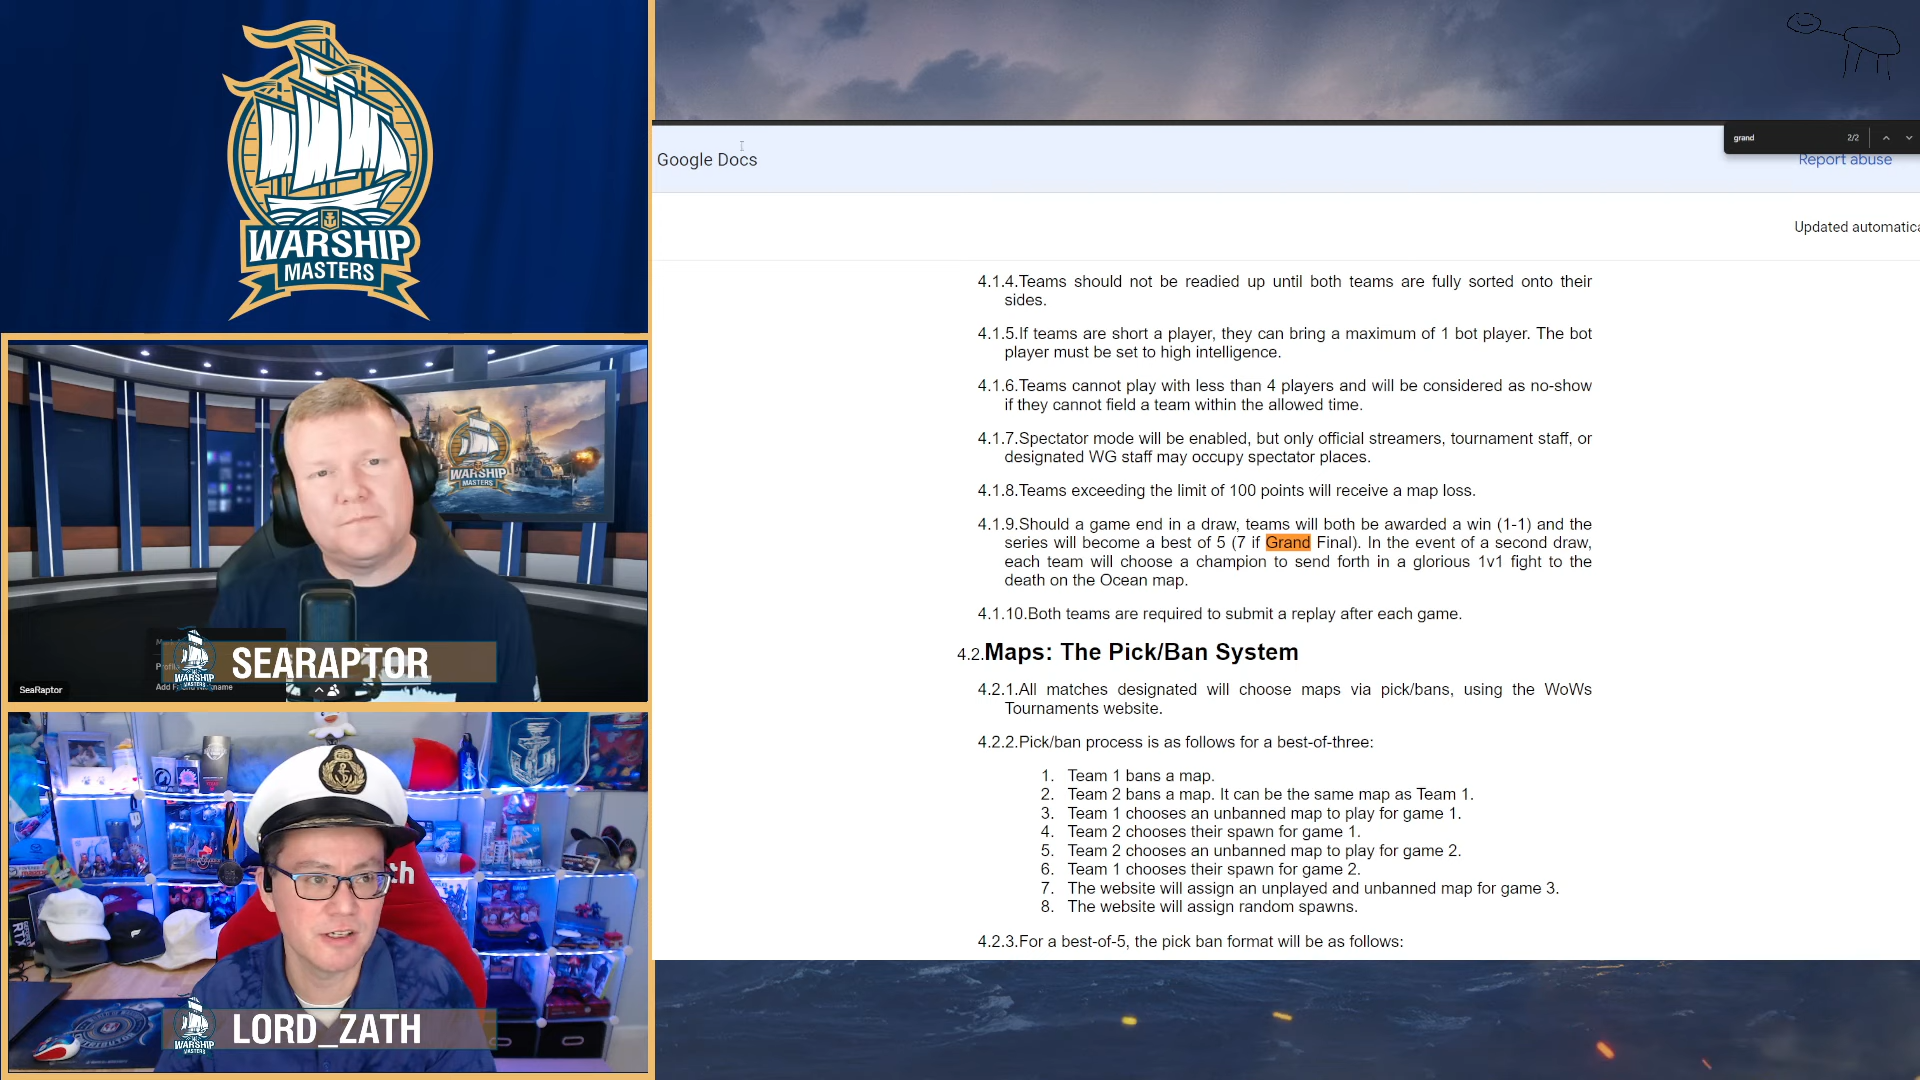 WARSHIP
MASTERS
WARSHIP
MASTERS
SEARAPTOR
WARSHIP
MASTERS
SeaRaptor
LORD_ZATH
WARSHIP
MASTERS
grand
2/2
Google Docs
Report abuse
Updated automatica
4.1.4.Teams should not be readied up until both teams are fully sorted onto their
sides.
4.1.5.If teams are short a player, they can bring a maximum of 1 bot player. The bot
player must be set to high intelligence.
4.1.6.Teams cannot play with less than 4 players and will be considered as no-show
if they cannot field a team within the allowed time.
4.1.7.Spectator mode will be enabled, but only official streamers, tournament staff, or
designated WG staff may occupy spectator places.
4.1.8.Teams exceeding the limit of 100 points will receive a map loss.
4.1.9.Should a game end in a draw, teams will both be awarded a win (1-1) and the
series will become a best of 5 (7 if Grand Final). In the event of a second draw,
each team will choose a champion to send forth in a glorious 1v1 fight to the
death on the Ocean map.
4.1.10.Both teams are required to submit a replay after each game.
4.2.Maps: The Pick/Ban System
4.2.1.All matches designated will choose maps via pick/bans, using the WoWs
Tournaments website.
4.2.2.Pick/ban process is as follows for a best-of-three:
1. Team 1 bans a map.
2. Team 2 bans a map. It can be the same map as Team 1.
3. Team 1 chooses an unbanned map to play for game 1.
4. Team 2 chooses their spawn for game 1.
5. Team 2 chooses an unbanned map to play for game 2.
6. Team 1 chooses their spawn for game 2.
7. The website will assign an unplayed and unbanned map for game 3.
8. The website will assign random spawns.
4.2.3.For a best-of-5, the pick ban format will be as follows: